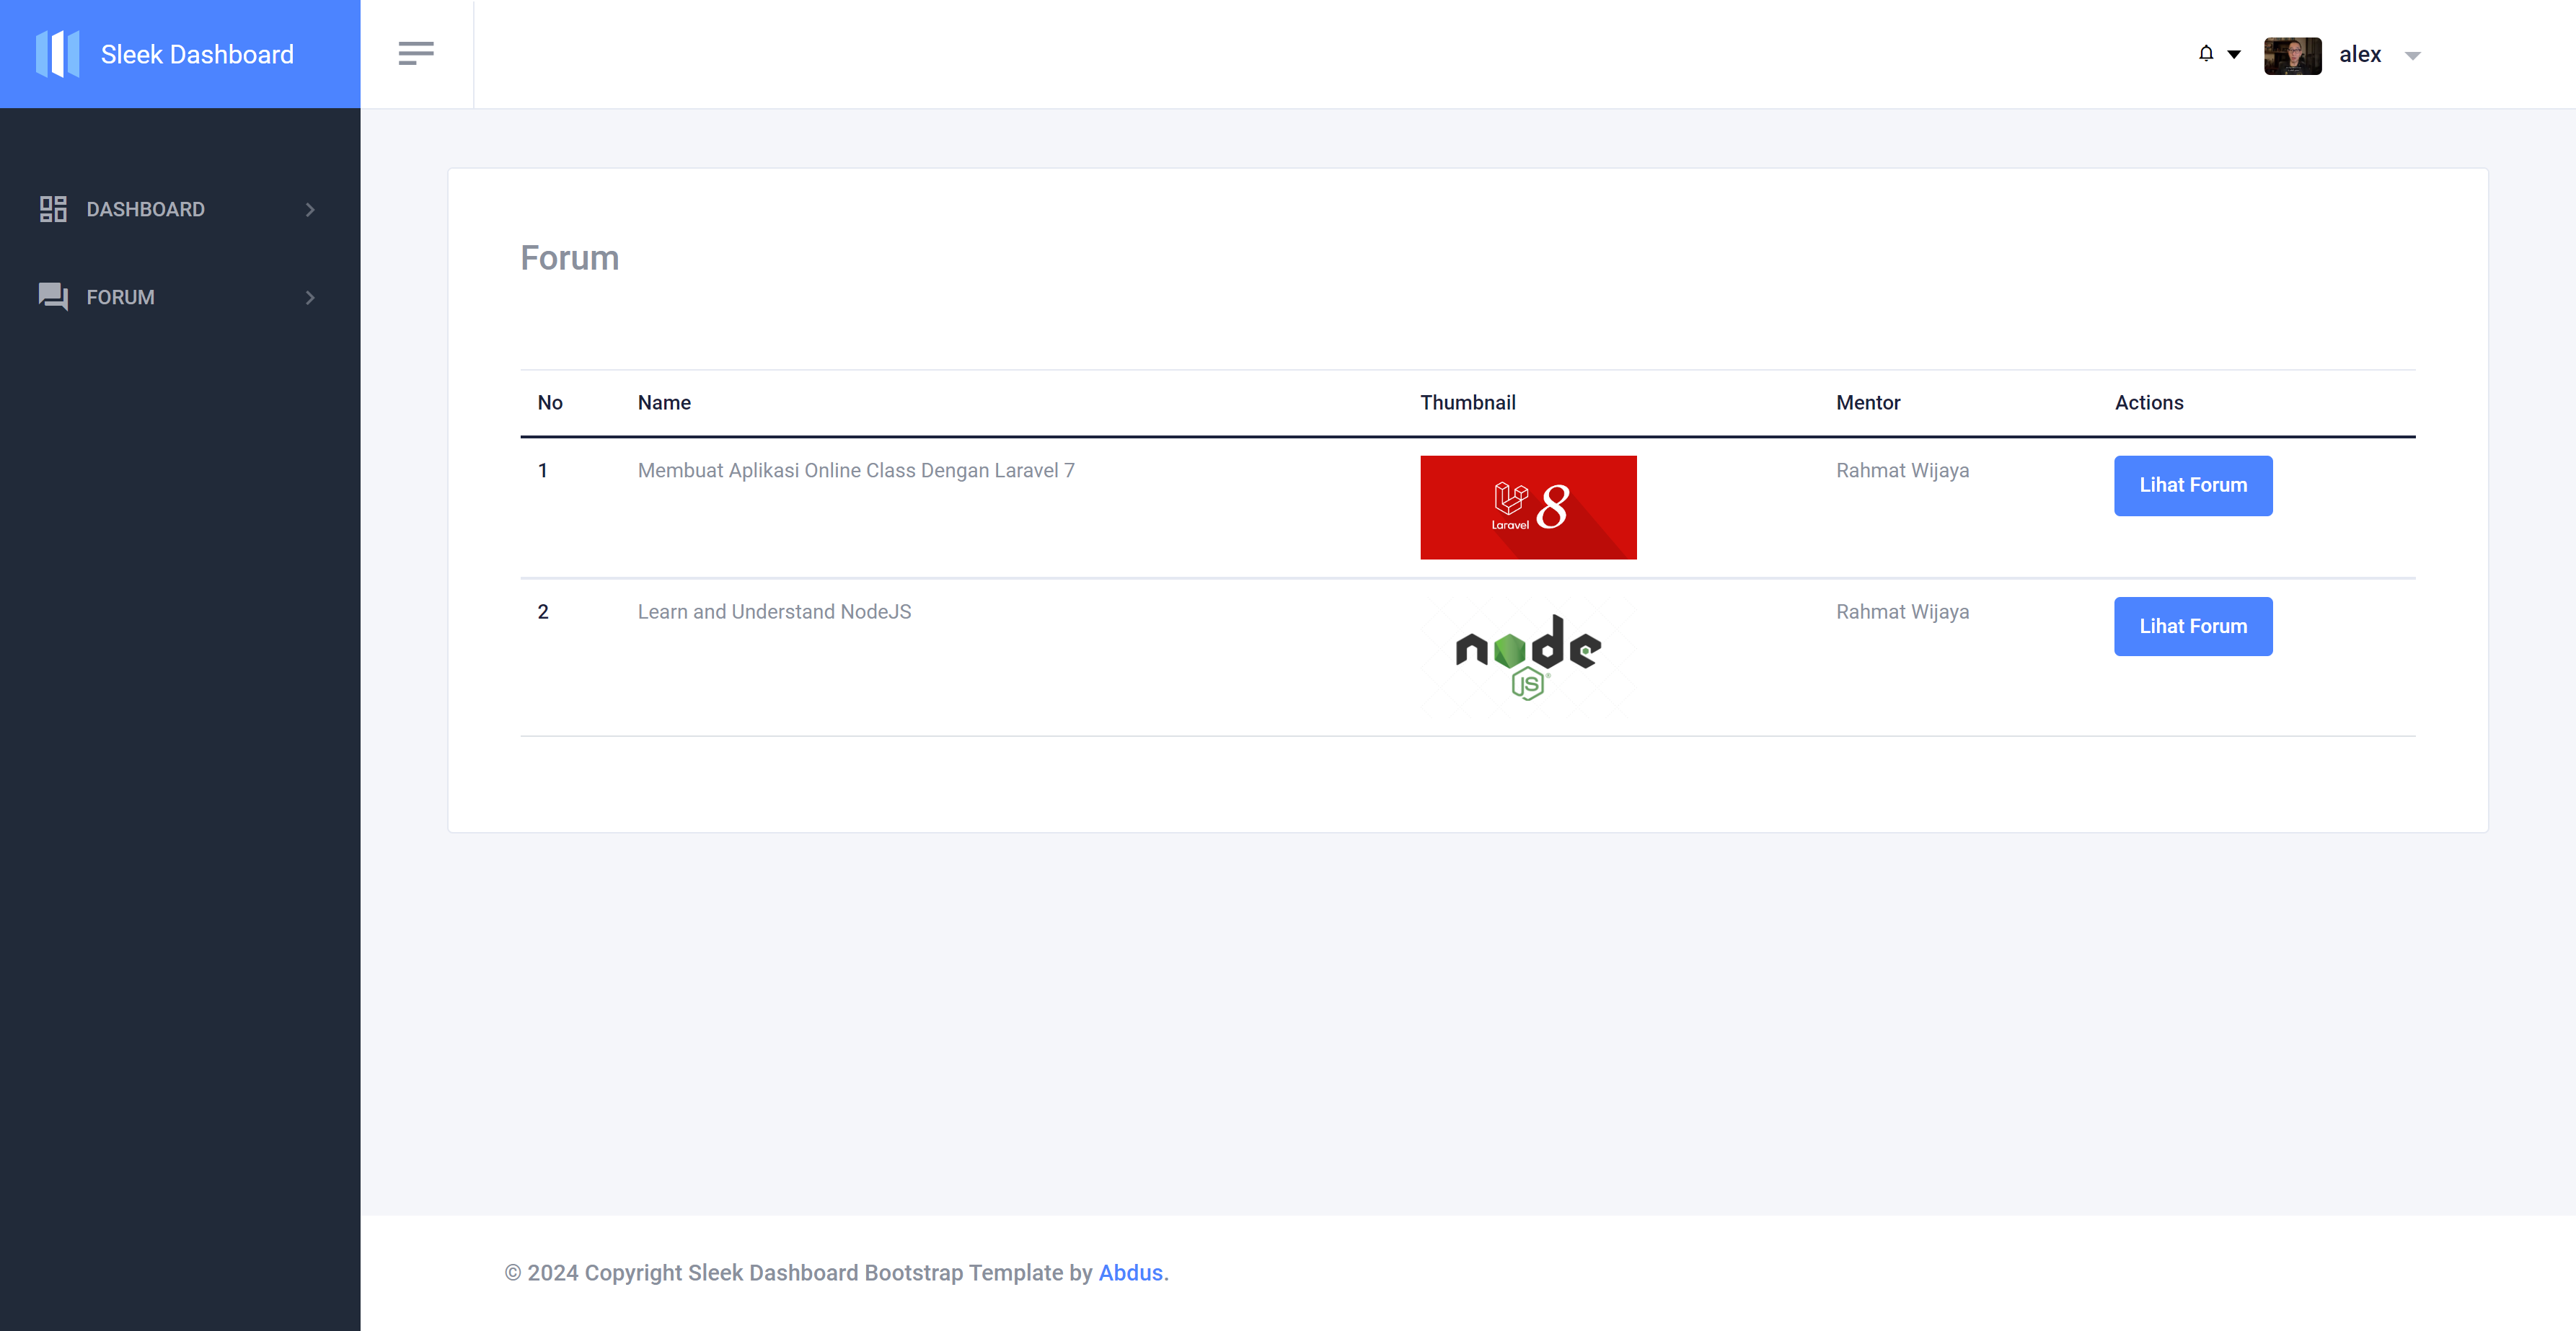 Sleek Dashboard
alex
DASHBOARD
FORUM
Forum
No Name Thumbnail Mentor Actions
1 Membuat Aplikasi Online Class Dengan Laravel 7 Laravel 8 Rahmat Wijaya Lihat Forum
2 Learn and Understand NodeJS node JS Rahmat Wijaya Lihat Forum
© 2024 Copyright Sleek Dashboard Bootstrap Template by Abdus.